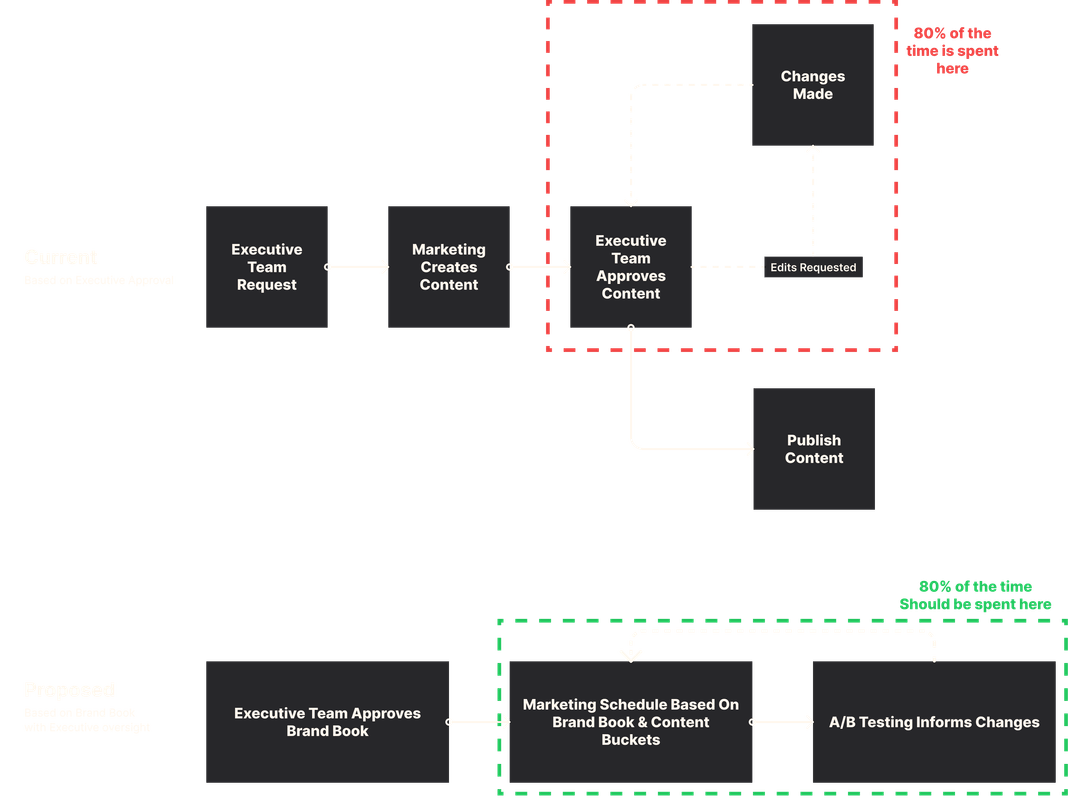 80% of the
time is spent
here
Changes
Made
Executive
Team
Request
Marketing
Creates
Content
Executive
Team
Approves
Content
Edits Requested
Current
Publish
Content
80% of the time
Should be spent here
Proposed
Executive Team Approves
Brand Book
Marketing Schedule Based On
Brand Book & Content
Buckets
A/B Testing Informs Changes